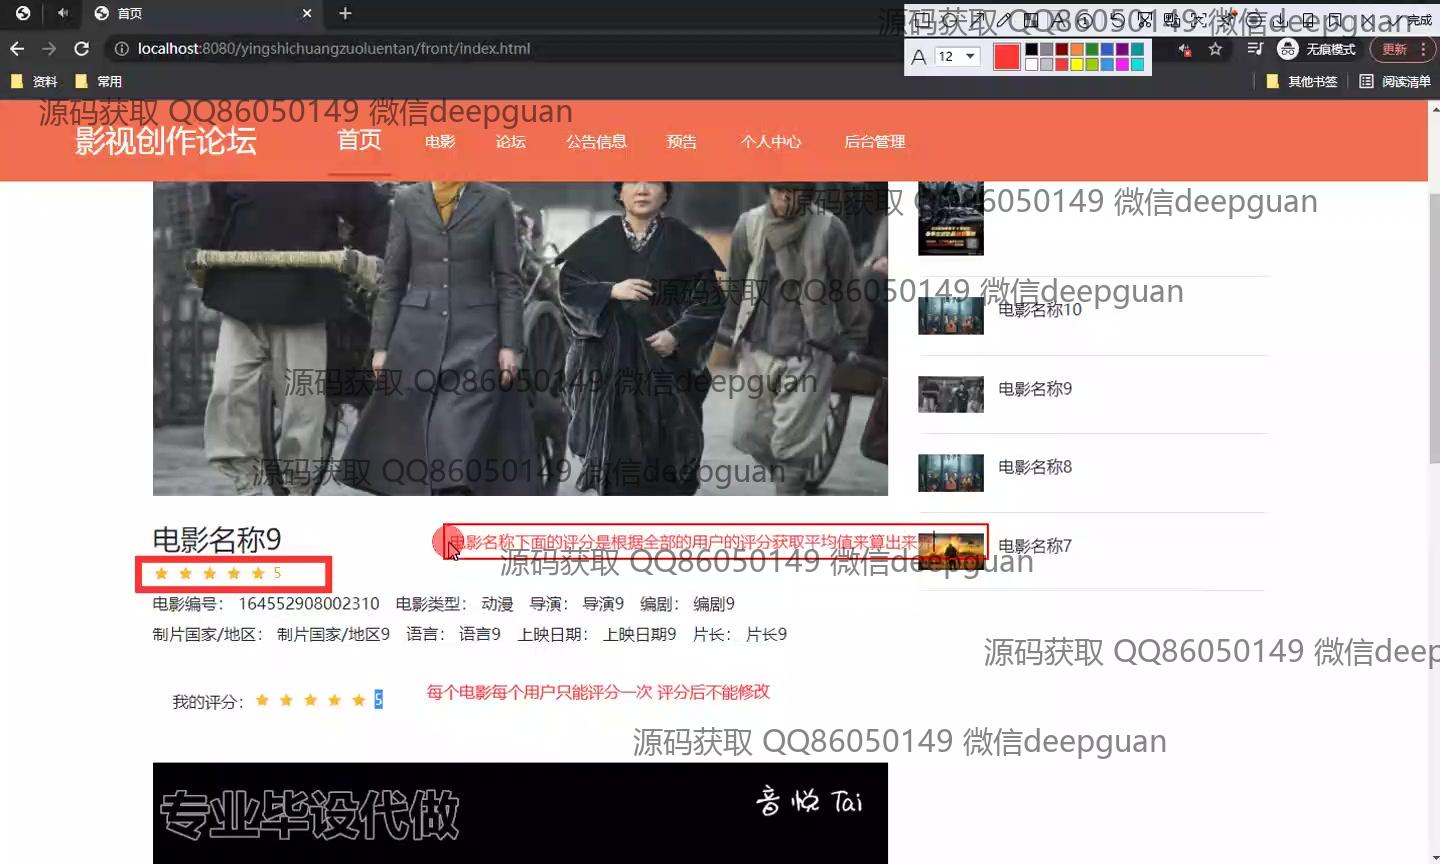 首页
localhost:8080/yingshichuangzuoluentan/front/index.html
12
完成
无痕模式
更新
资料
常用
其他书签
阅读清单
源码获取 QQ86050149 微信deepguan
源码获取 QQ86050149 微信deepguan
影视创作论坛
首页
电影
论坛
公告信息
预告
个人中心
后台管理
源码获取 QQ86050149 微信deepguan
源码获取 QQ86050149 微信deepguan
电影名称10
源码获取 QQ86050149 微信deepguan
电影名称9
源码获取 QQ86050149 微信deepguan
电影名称8
电影名称9
电影名称下面的评分是根据全部的用户的评分获取平均值来算出来
电影名称7
源码获取 QQ86050149 微信deepguan
5
电影编号： 164552908002310 电影类型： 动漫 导演： 导演9 编剧： 编剧9
制片国家/地区： 制片国家/地区9 语言： 语言9 上映日期： 上映日期9 片长： 片长9
源码获取 QQ86050149 微信deep
我的评分： 5
每个电影每个用户只能评分一次 评分后不能修改
源码获取 QQ86050149 微信deepguan
专业毕设代做
音悦Tai